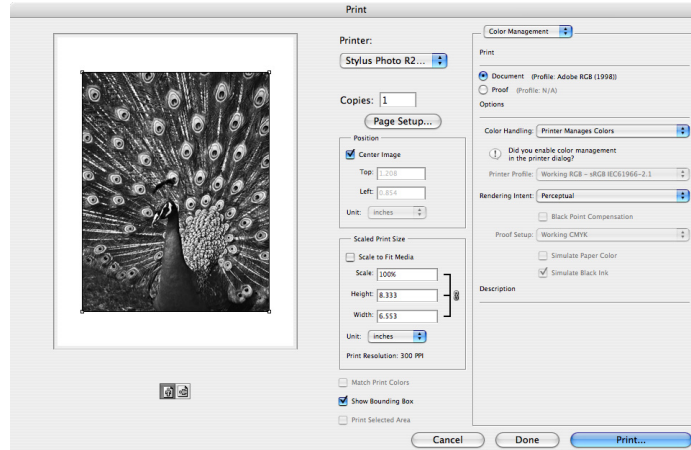 Print
Printer:
Stylus Photo R2...
Copies: 1
Page Setup...
Position
Center Image
Top: 1.208
Left: 0.854
Unit: inches
Scaled Print Size
Scale to Fit Media
Scale: 100%
Height: 8.333
Width: 6.553
Unit: inches
Print Resolution: 300 PPI
Match Print Colors
Show Bounding Box
Print Selected Area
Color Management
Print
Document (Profile: Adobe RGB (1998))
Proof (Profile: N/A)
Options
Color Handling: Printer Manages Colors
Did you enable color management
in the printer dialog?
Printer Profile: Working RGB - sRGB IEC61966-2.1
Rendering Intent: Perceptual
Black Point Compensation
Proof Setup: Working CMYK
Simulate Paper Color
Simulate Black Ink
Description
Cancel
Done
Print...